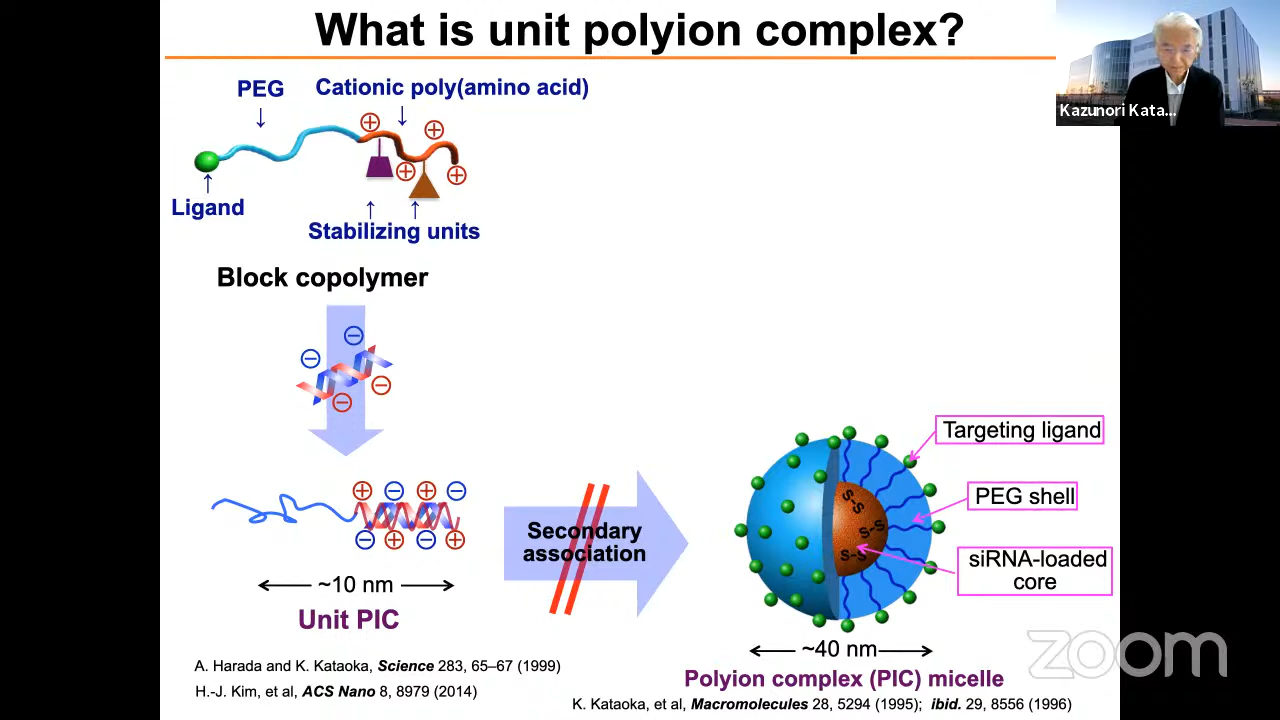 What is unit polyion complex?
Kazunori Kata...
PEG
Cationic poly(amino acid)
Ligand
Stabilizing units
Block copolymer
Secondary
association
~10 nm
Unit PIC
Targeting ligand
PEG shell
siRNA-loaded
core
S-S
S-S
S-S
~40 nm
Polyion complex (PIC) micelle
A. Harada and K. Kataoka, Science 283, 65–67 (1999)
H.-J. Kim, et al, ACS Nano 8, 8979 (2014)
K. Kataoka, et al, Macromolecules 28, 5294 (1995); ibid. 29, 8556 (1996)
zoom